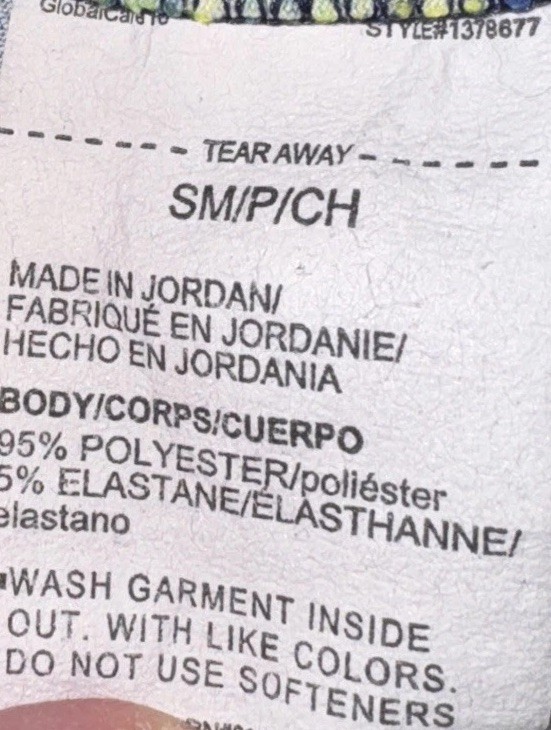 STYLE#1378677
TEAR AWAY
SM/P/CH
MADE IN JORDAN/
FABRIQUÉ EN JORDANIE/
HECHO EN JORDANIA
BODY/CORPS/CUERPO
95% POLYESTER/poliéster
5% ELASTANE/ÉLASTHANNE/
elastano
WASH GARMENT INSIDE
OUT. WITH LIKE COLORS.
DO NOT USE SOFTENERS